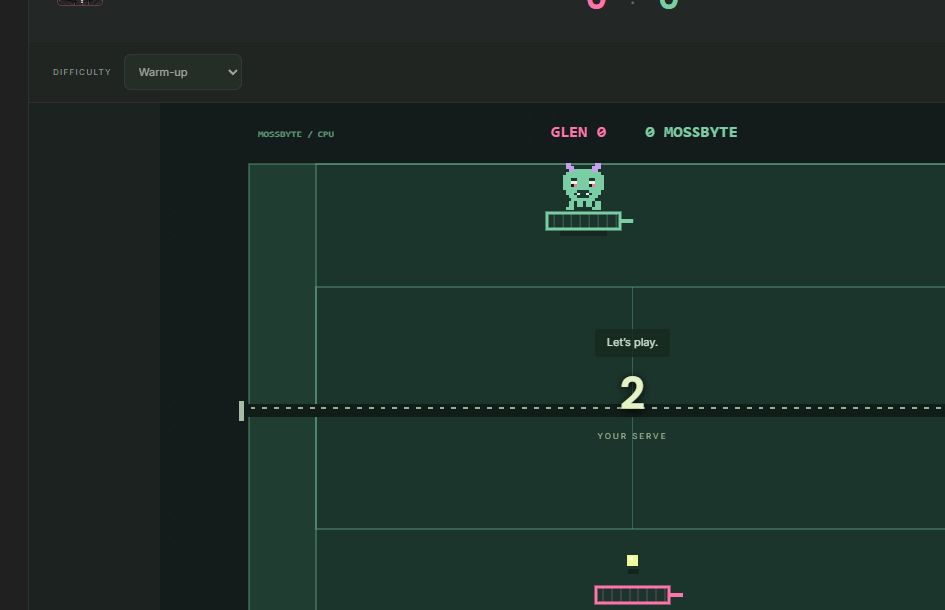 DIFFICULTY
Warm-up
MOSSBYTE / CPU
GLEN 0
0 MOSSBYTE
Let's play.
2
YOUR SERVE